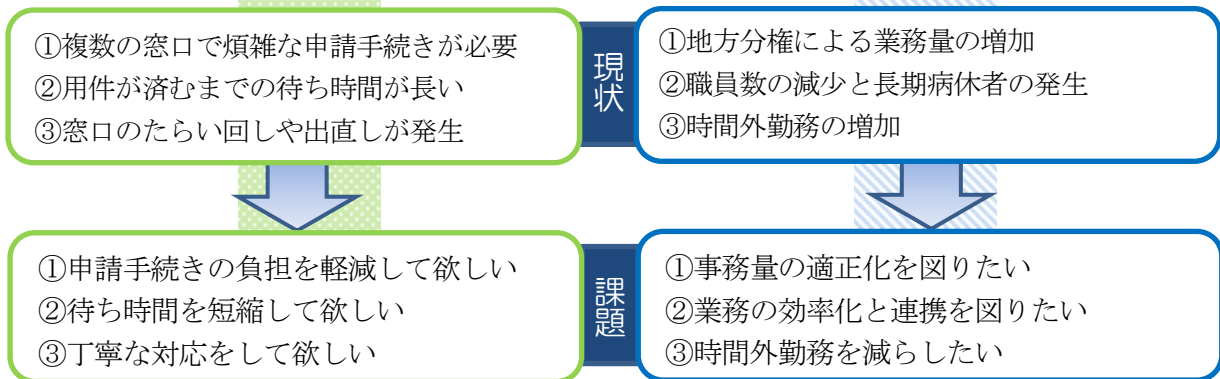 ①複数の窓口で煩雑な申請手続きが必要
②用件が済むまでの待ち時間が長い
③窓口のたらい回しや出直しが発生
現状
①地方分権による業務量の増加
②職員数の減少と長期病休者の発生
③時間外勤務の増加
①申請手続きの負担を軽減して欲しい
②待ち時間を短縮して欲しい
③丁寧な対応をして欲しい
課題
①事務量の適正化を図りたい
②業務の効率化と連携を図りたい
③時間外勤務を減らしたい